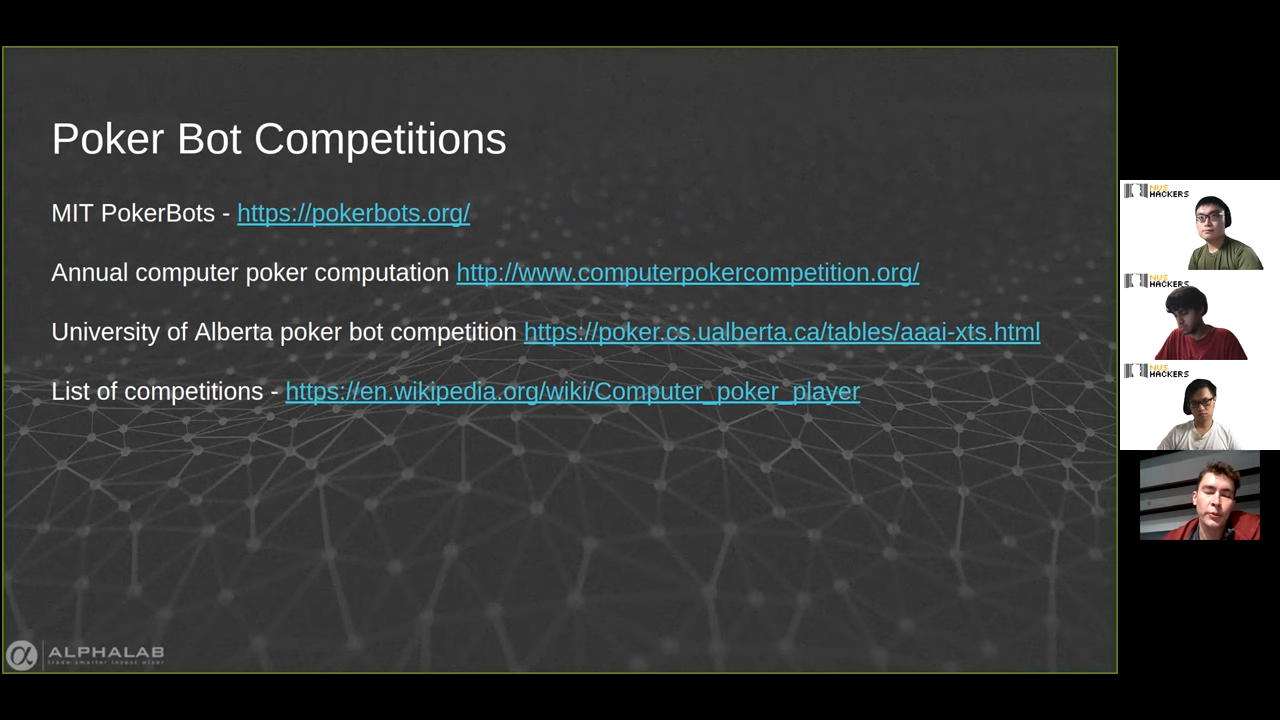 Poker Bot Competitions
MIT PokerBots - https://pokerbots.org/
Annual computer poker computation http://www.computerpokercompetition.org/
University of Alberta poker bot competition https://poker.cs.ualberta.ca/tables/aaai-xts.html
List of competitions - https://en.wikipedia.org/wiki/Computer_poker_player
ALPHALAB
trade smarter invest wiser
NUS
HACKERS
NUS
HACKERS
NUS
HACKERS